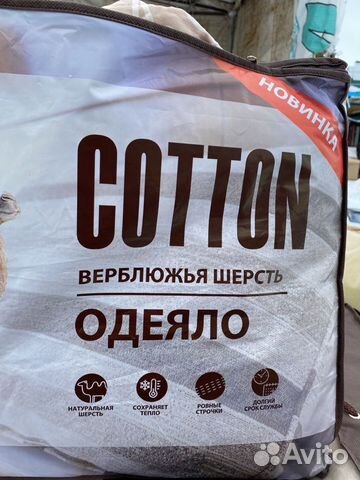 НОВИНКА
COTTON
ВЕРБЛЮЖЬЯ ШЕРСТЬ
ОДЕЯЛО
НАТУРАЛЬНАЯ
ШЕРСТЬ
СОХРАНЯЕТ
ТЕПЛО
РОВНЫЕ
СТРОЧКИ
ДОЛГИЙ
СРОК СЛУЖБЫ
Avito